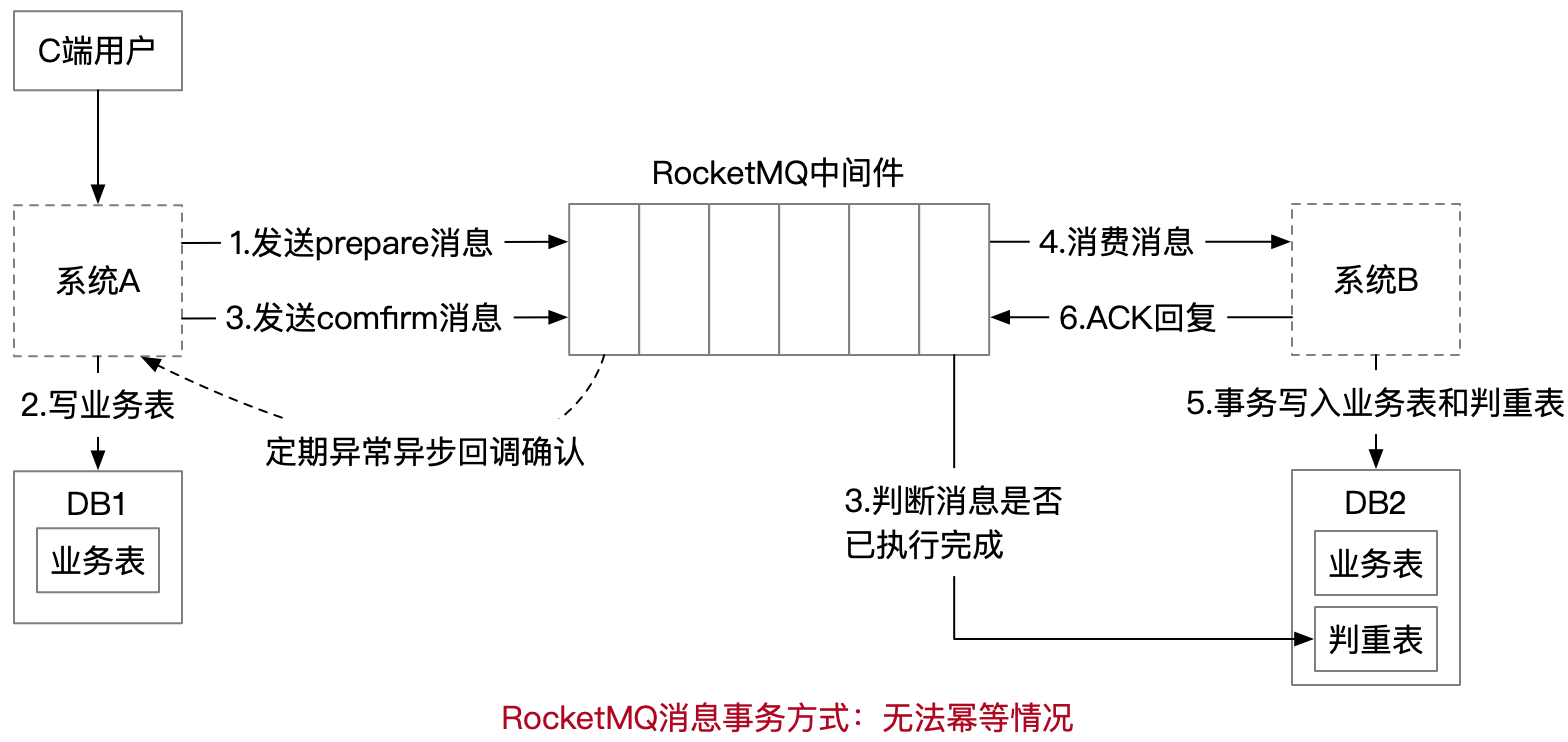 C端用户
RocketMQ中间件
1.发送prepare消息
4.消费消息
系统A
系统B
3.发送comfirm消息
6.ACK回复
2.写业务表
5.事务写入业务表和判重表
定期异常异步回调确认
DB1
业务表
3.判断消息是否
已执行完成
DB2
业务表
判重表
RocketMQ消息事务方式：无法幂等情况